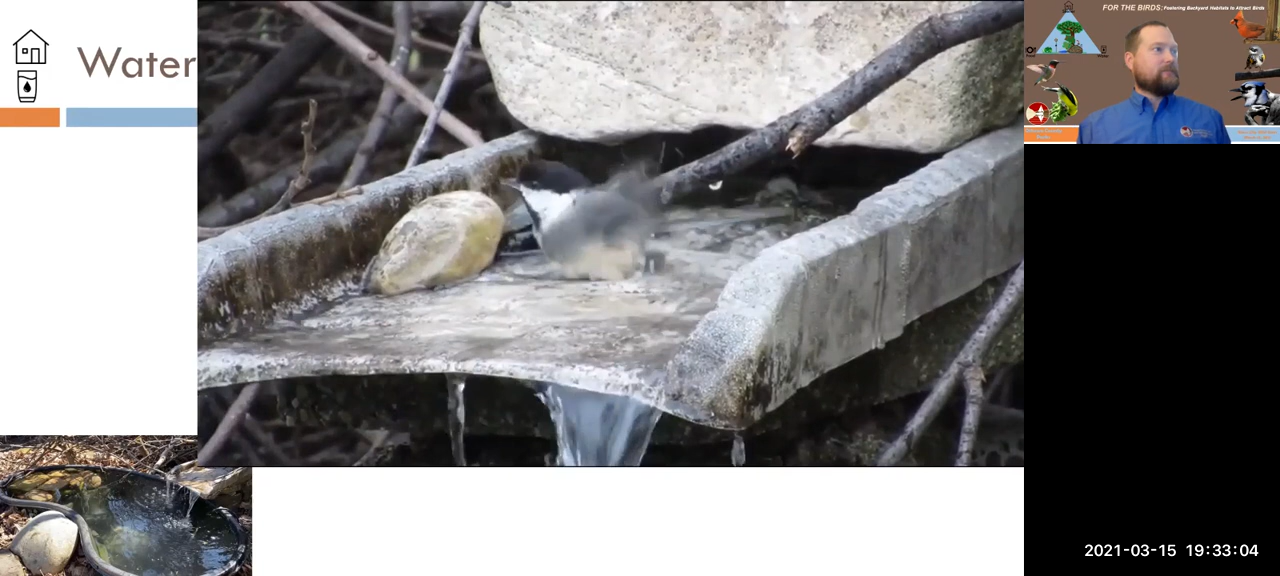 Water
FOR THE BIRDS: Fostering Backyard Habitats to Attract Birds
2021-03-15 19:33:04